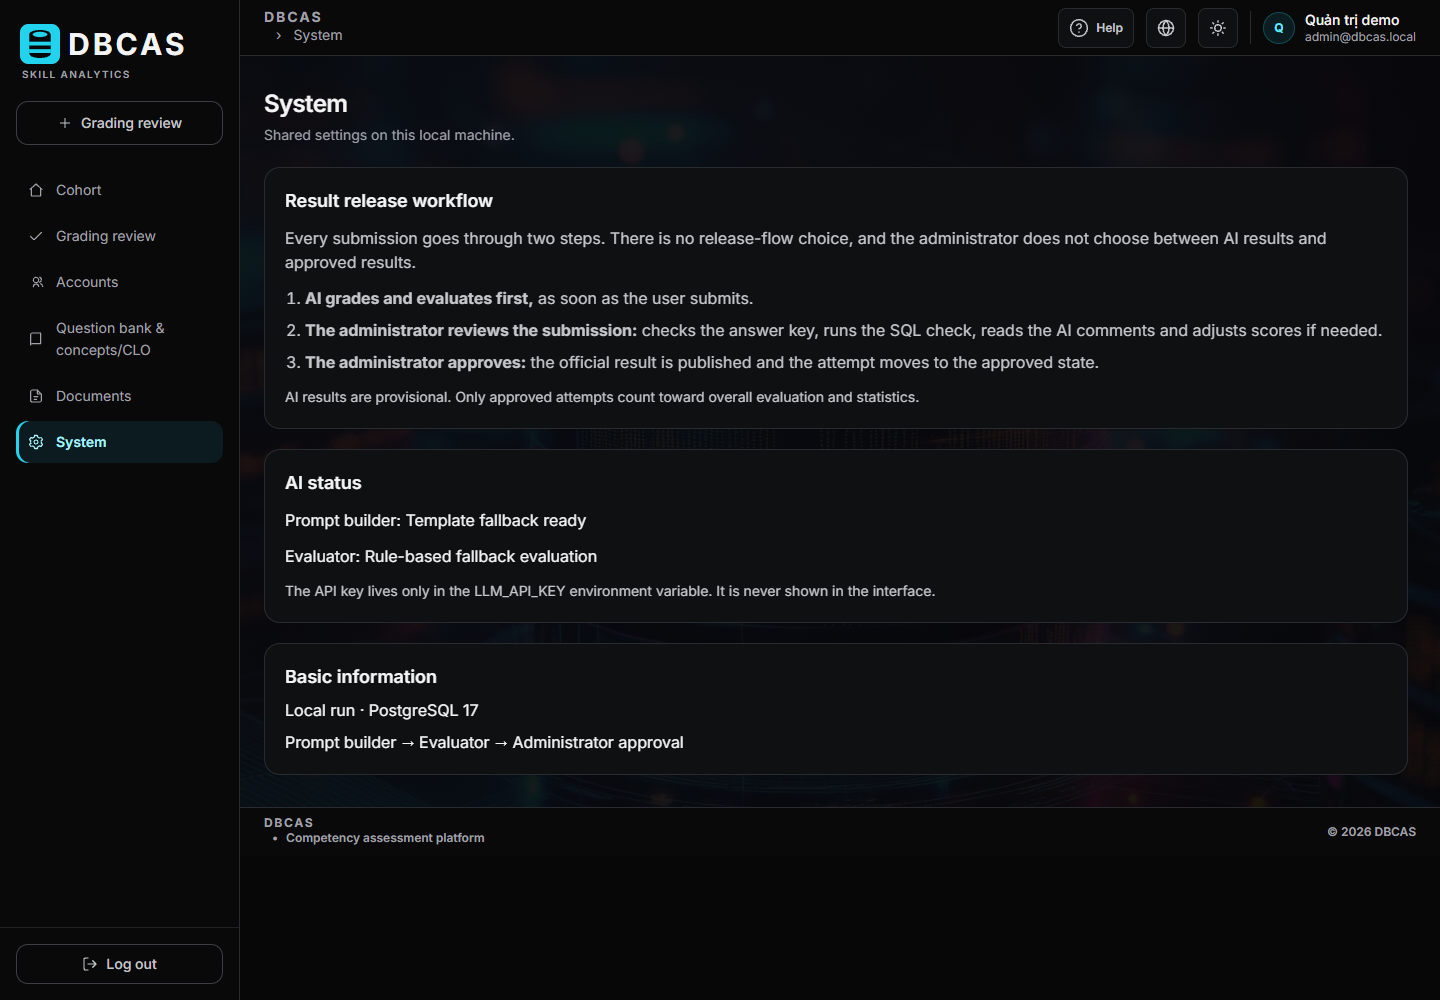 DBCAS
SKILL ANALYTICS
Grading review
Cohort
Grading review
Accounts
Question bank &
concepts/CLO
Documents
System
Log out
DBCAS
› System
Help
Q
Quản trị demo
admin@dbcas.local
System
Shared settings on this local machine.
Result release workflow
Every submission goes through two steps. There is no release-flow choice, and the administrator does not choose between AI results and
approved results.
1. AI grades and evaluates first, as soon as the user submits.
2. The administrator reviews the submission: checks the answer key, runs the SQL check, reads the AI comments and adjusts scores if needed.
3. The administrator approves: the official result is published and the attempt moves to the approved state.
AI results are provisional. Only approved attempts count toward overall evaluation and statistics.
AI status
Prompt builder: Template fallback ready
Evaluator: Rule-based fallback evaluation
The API key lives only in the LLM_API_KEY environment variable. It is never shown in the interface.
Basic information
Local run · PostgreSQL 17
Prompt builder → Evaluator → Administrator approval
DBCAS
• Competency assessment platform
© 2026 DBCAS